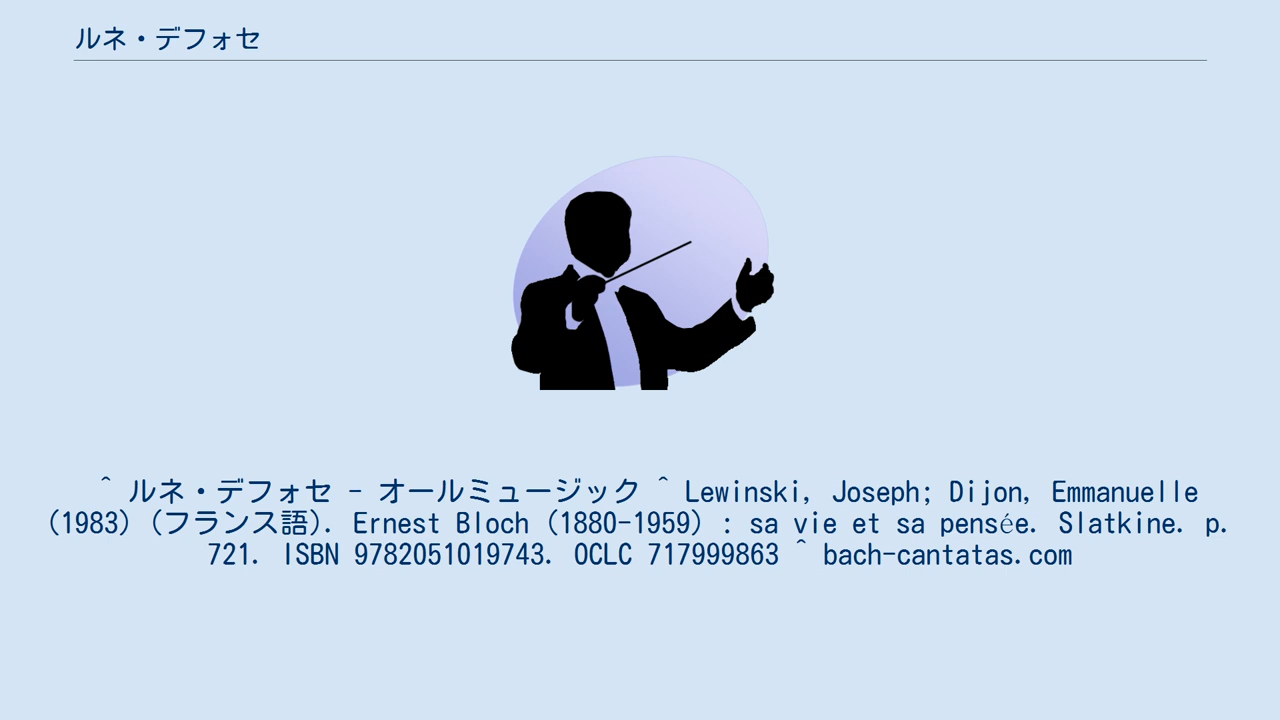 ルネ・デフォセ
^ ルネ・デフォセ - オールミュージック ^ Lewinski, Joseph; Dijon, Emmanuelle
(1983) (フランス語). Ernest Bloch (1880-1959) : sa vie et sa pensée. Slatkine. p.
721. ISBN 9782051019743. OCLC 717999863 ^ bach-cantatas.com